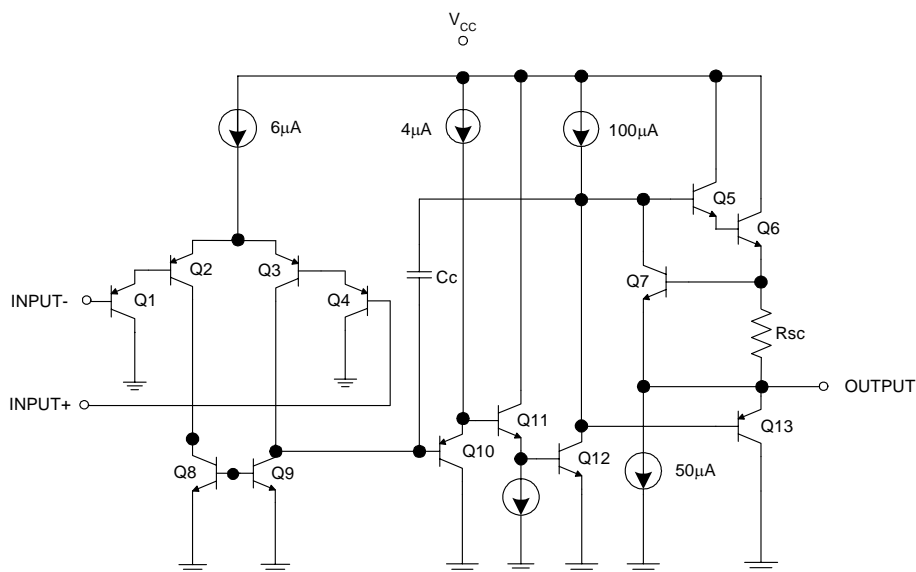 VCC
6μA
4μA
100μA
Q5
Q6
Q2
Q3
Cc
Q7
INPUT-
Q1
Q4
Rsc
OUTPUT
INPUT+
Q11
Q13
Q10
Q12
Q8
Q9
50μA